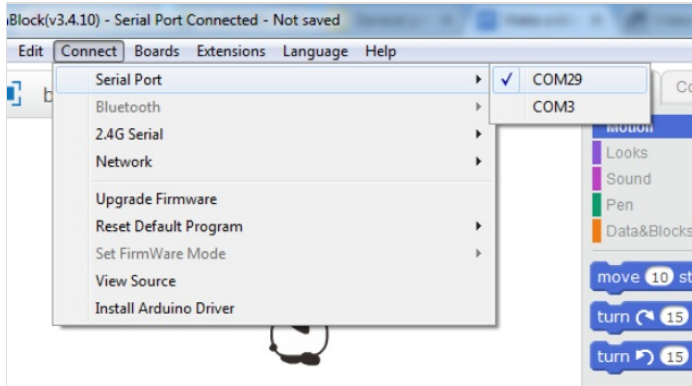 aBlock(v3.4.10) - Serial Port Connected - Not saved
Edit Connect Boards Extensions Language Help
Serial Port
COM29
Bluetooth
COM3
2.4G Serial
Network
Upgrade Firmware
Reset Default Program
Set FirmWare Mode
View Source
Install Arduino Driver
Motion
Looks
Sound
Pen
Data&Blocks
move 10 st
turn 15
turn 15